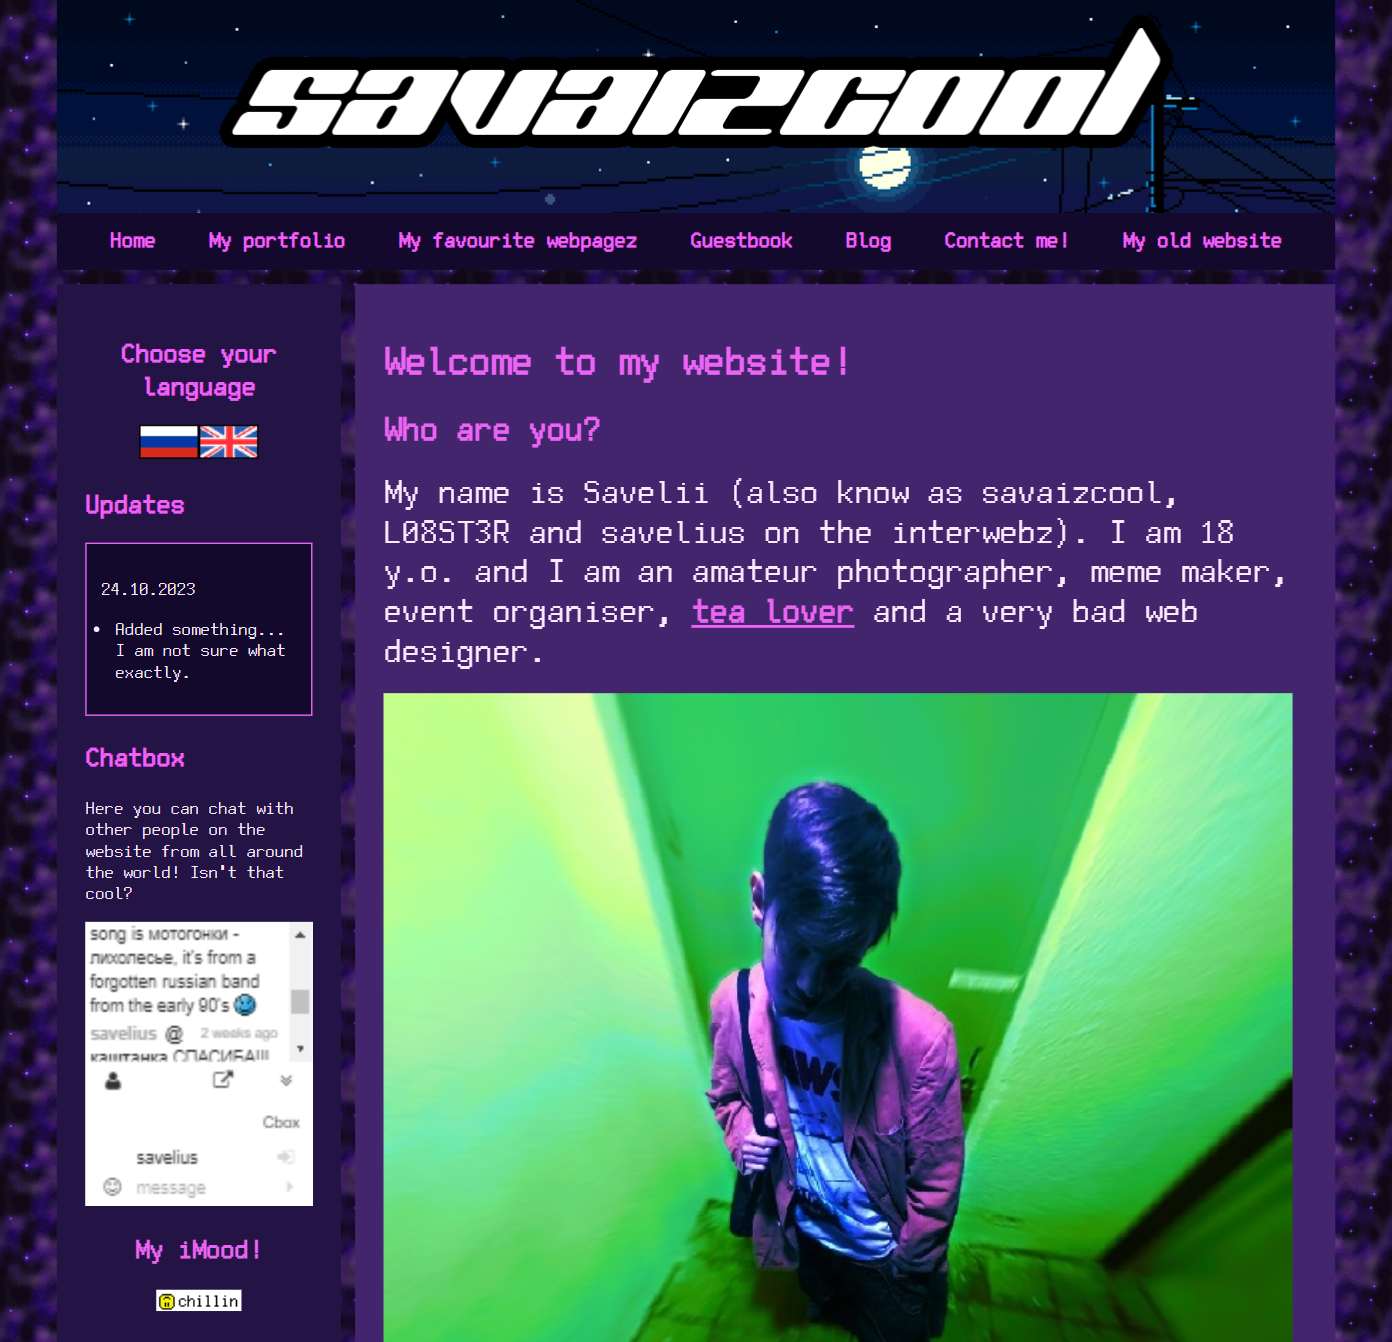 savaizcool
Home My portfolio My favourite webpagez Guestbook Blog Contact me! My old website
Choose your
language
Updates
24.10.2023
Added something...
I am not sure what
exactly.
Chatbox
Here you can chat with
other people on the
website from all around
the world! Isn't that
cool?
song is мотогонки -
лихолесье, it's from a
forgotten russian band
from the early 90's
savelius @ 2 weeks ago
каштанка СПАСИБА!!!
Cbox
savelius
message
My iMood!
chillin
Welcome to my website!
Who are you?
My name is Savelii (also know as savaizcool,
L08ST3R and savelius on the interwebz). I am 18
y.o. and I am an amateur photographer, meme maker,
event organiser, tea lover and a very bad web
designer.